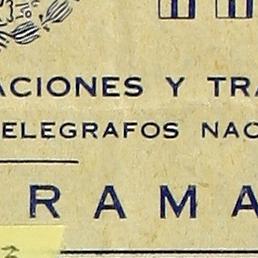 ACIONES Y TRA
ELEGRAFOS NAC
RAMA